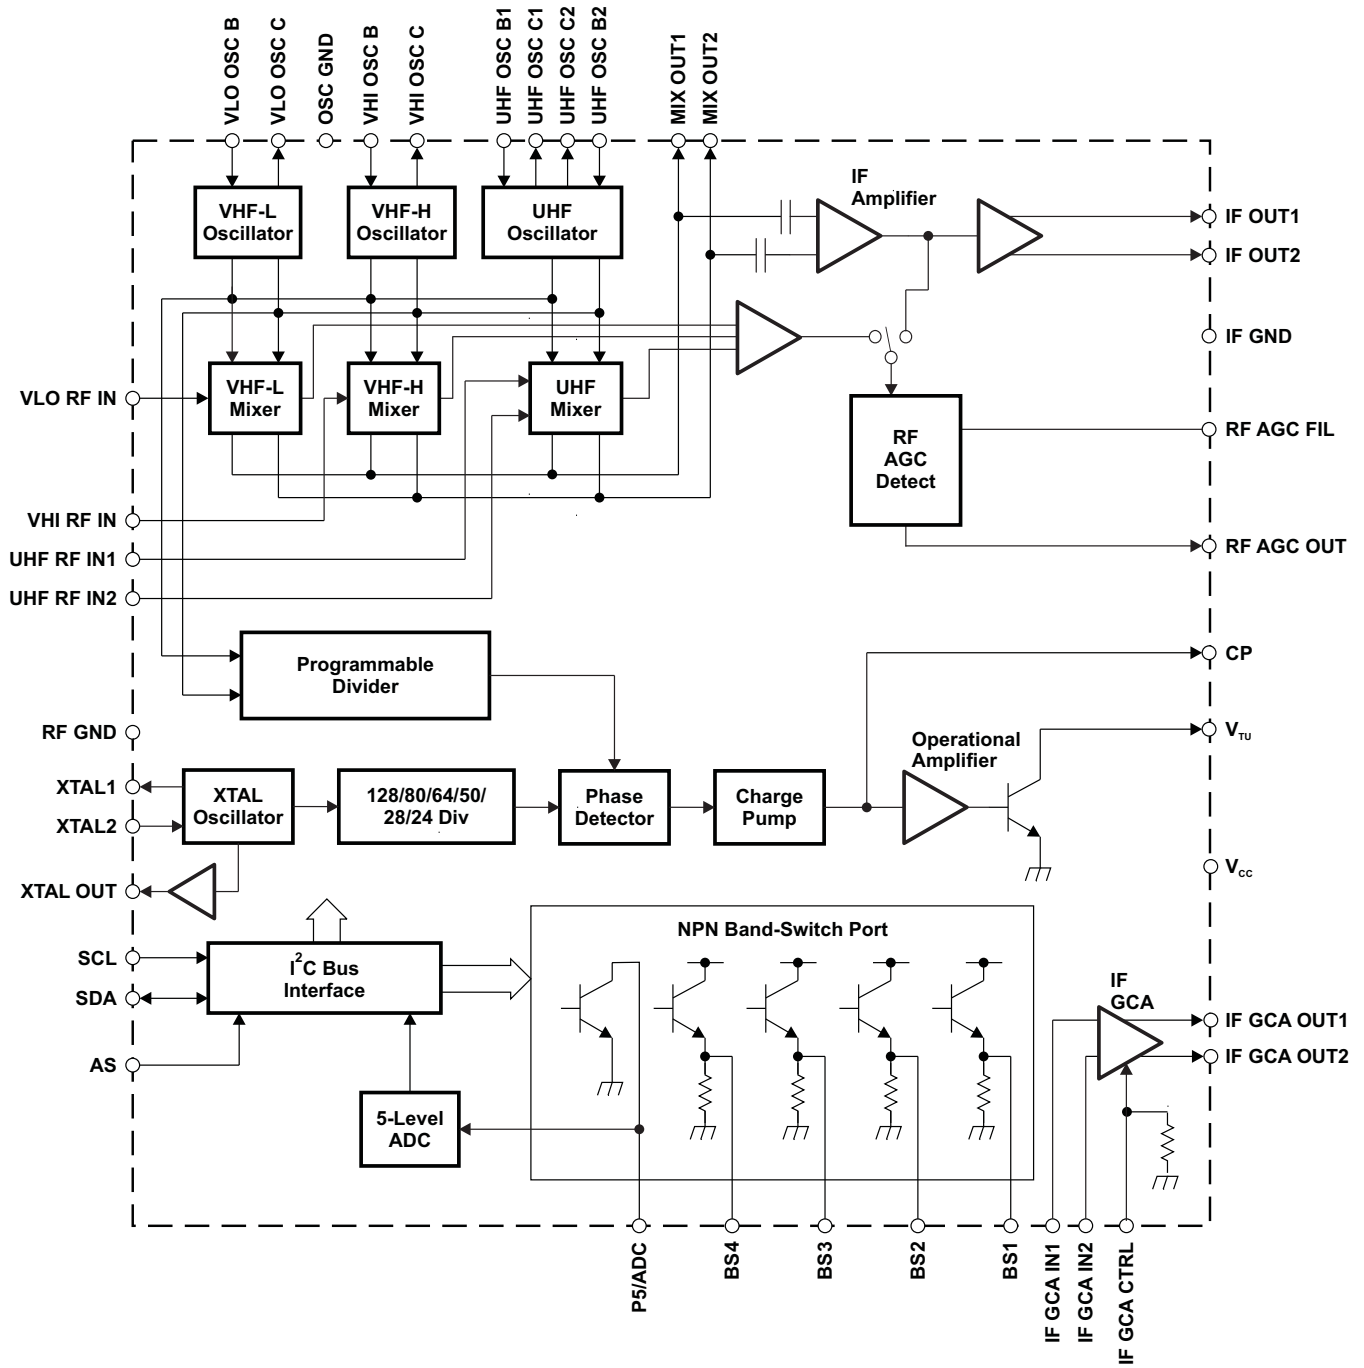 VLO OSC B
VLO OSC C
OSC GND
VHI OSC B
VHI OSC C
UHF OSC B1
UHF OSC C1
UHF OSC C2
UHF OSC B2
MIX OUT1
MIX OUT2
VHF-L
Oscillator
VHF-H
Oscillator
UHF
Oscillator
IF
Amplifier
IF OUT1
IF OUT2
IF GND
VLO RF IN
VHF-L
Mixer
VHF-H
Mixer
UHF
Mixer
RF
AGC
Detect
RF AGC FIL
VHI RF IN
UHF RF IN1
UHF RF IN2
RF AGC OUT
Programmable
Divider
CP
RF GND
Operational
Amplifier
VTU
XTAL1
XTAL2
XTAL
Oscillator
128/80/64/50/
28/24 Div
Phase
Detector
Charge
Pump
VCC
XTAL OUT
NPN Band-Switch Port
SCL
SDA
I2C Bus
Interface
IF
GCA
IF GCA OUT1
IF GCA OUT2
AS
5-Level
ADC
P5/ADC
BS4
BS3
BS2
BS1
IF GCA IN1
IF GCA IN2
IF GCA CTRL